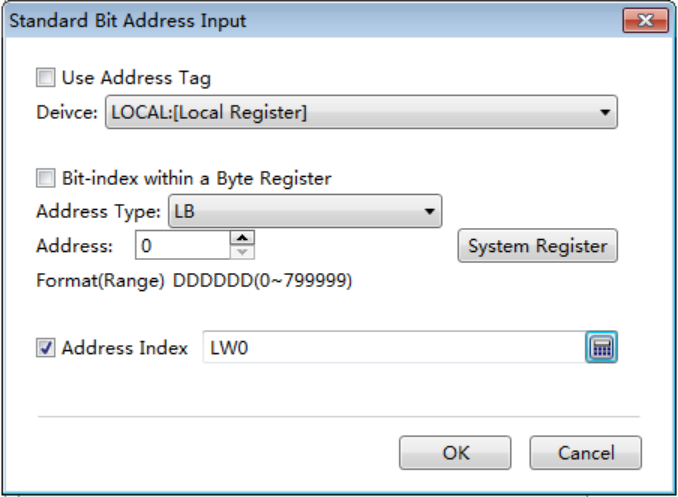 Standard Bit Address Input
Use Address Tag
Deivce: LOCAL:[Local Register]
Bit-index within a Byte Register
Address Type: LB
Address: 0 System Register
Format(Range) DDDDDD(0~799999)
Address Index LW0
OK Cancel